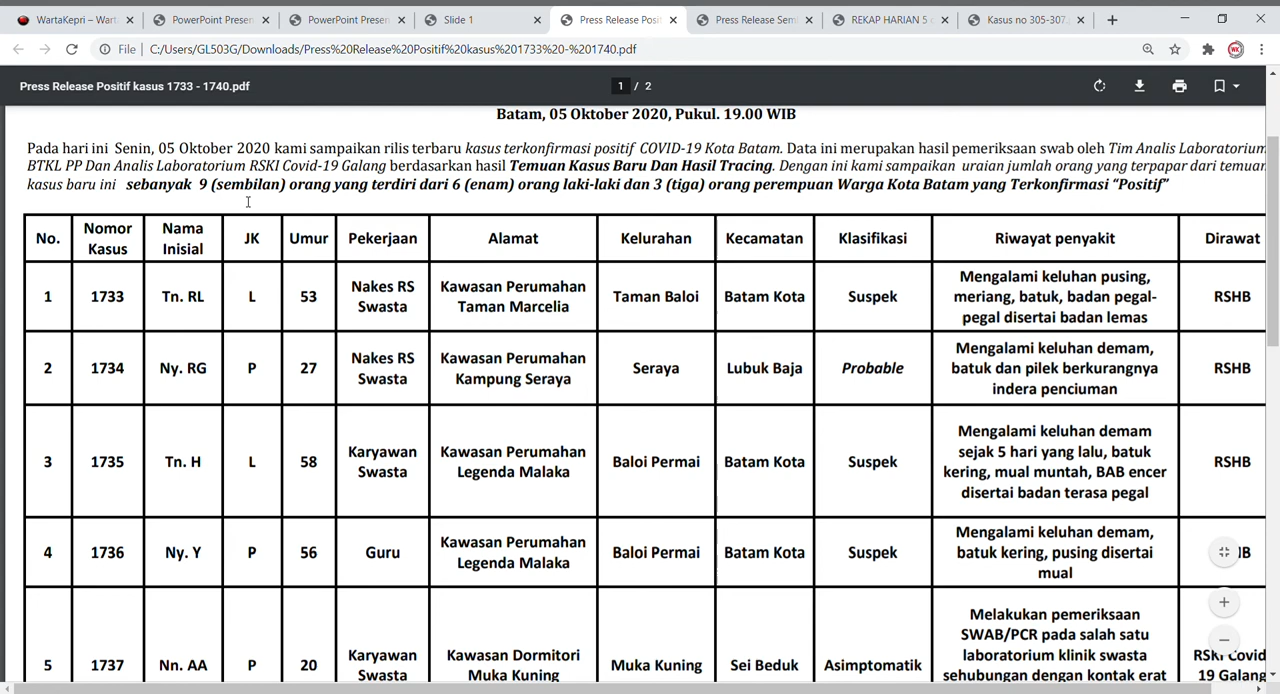 WartaKepri – Wart
PowerPoint Presen
PowerPoint Presen
Slide 1
Press Release Posit
Press Release Sem
REKAP HARIAN 5 o
Kasus no 305-307.
File | C:/Users/GL503G/Downloads/Press%20Release%20Positif%20kasus%201733%20-%201740.pdf
Press Release Positif kasus 1733 - 1740.pdf
1 / 2
Batam, 05 Oktober 2020, Pukul. 19.00 WIB
Pada hari ini Senin, 05 Oktober 2020 kami sampaikan rilis terbaru kasus terkonfirmasi positif COVID-19 Kota Batam. Data ini merupakan hasil pemeriksaan swab oleh Tim Analis Laboratorium
BTKL PP Dan Analis Laboratorium RSKI Covid-19 Galang berdasarkan hasil Temuan Kasus Baru Dan Hasil Tracing. Dengan ini kami sampaikan uraian jumlah orang yang terpapar dari temuan
kasus baru ini sebanyak 9 (sembilan) orang yang terdiri dari 6 (enam) orang laki-laki dan 3 (tiga) orang perempuan Warga Kota Batam yang Terkonfirmasi “Positif”
No. Nomor Kasus Nama Inisial JK Umur Pekerjaan Alamat Kelurahan Kecamatan Klasifikasi Riwayat penyakit Dirawat
1 1733 Tn. RL L 53 Nakes RS Swasta Kawasan Perumahan Taman Marcelia Taman Baloi Batam Kota Suspek Mengalami keluhan pusing, meriang, batuk, badan pegal-pegal disertai badan lemas RSHB
2 1734 Ny. RG P 27 Nakes RS Swasta Kawasan Perumahan Kampung Seraya Seraya Lubuk Baja Probable Mengalami keluhan demam, batuk dan pilek berkurangnya indera penciuman RSHB
3 1735 Tn. H L 58 Karyawan Swasta Kawasan Perumahan Legenda Malaka Baloi Permai Batam Kota Suspek Mengalami keluhan demam sejak 5 hari yang lalu, batuk kering, mual muntah, BAB encer disertai badan terasa pegal RSHB
4 1736 Ny. Y P 56 Guru Kawasan Perumahan Legenda Malaka Baloi Permai Batam Kota Suspek Mengalami keluhan demam, batuk kering, pusing disertai mual
5 1737 Nn. AA P 20 Karyawan Swasta Kawasan Dormitori Muka Kuning Muka Kuning Sei Beduk Asimptomatik Melakukan pemeriksaan SWAB/PCR pada salah satu laboratorium klinik swasta sehubungan dengan kontak erat RSKI Covid 19 Galang